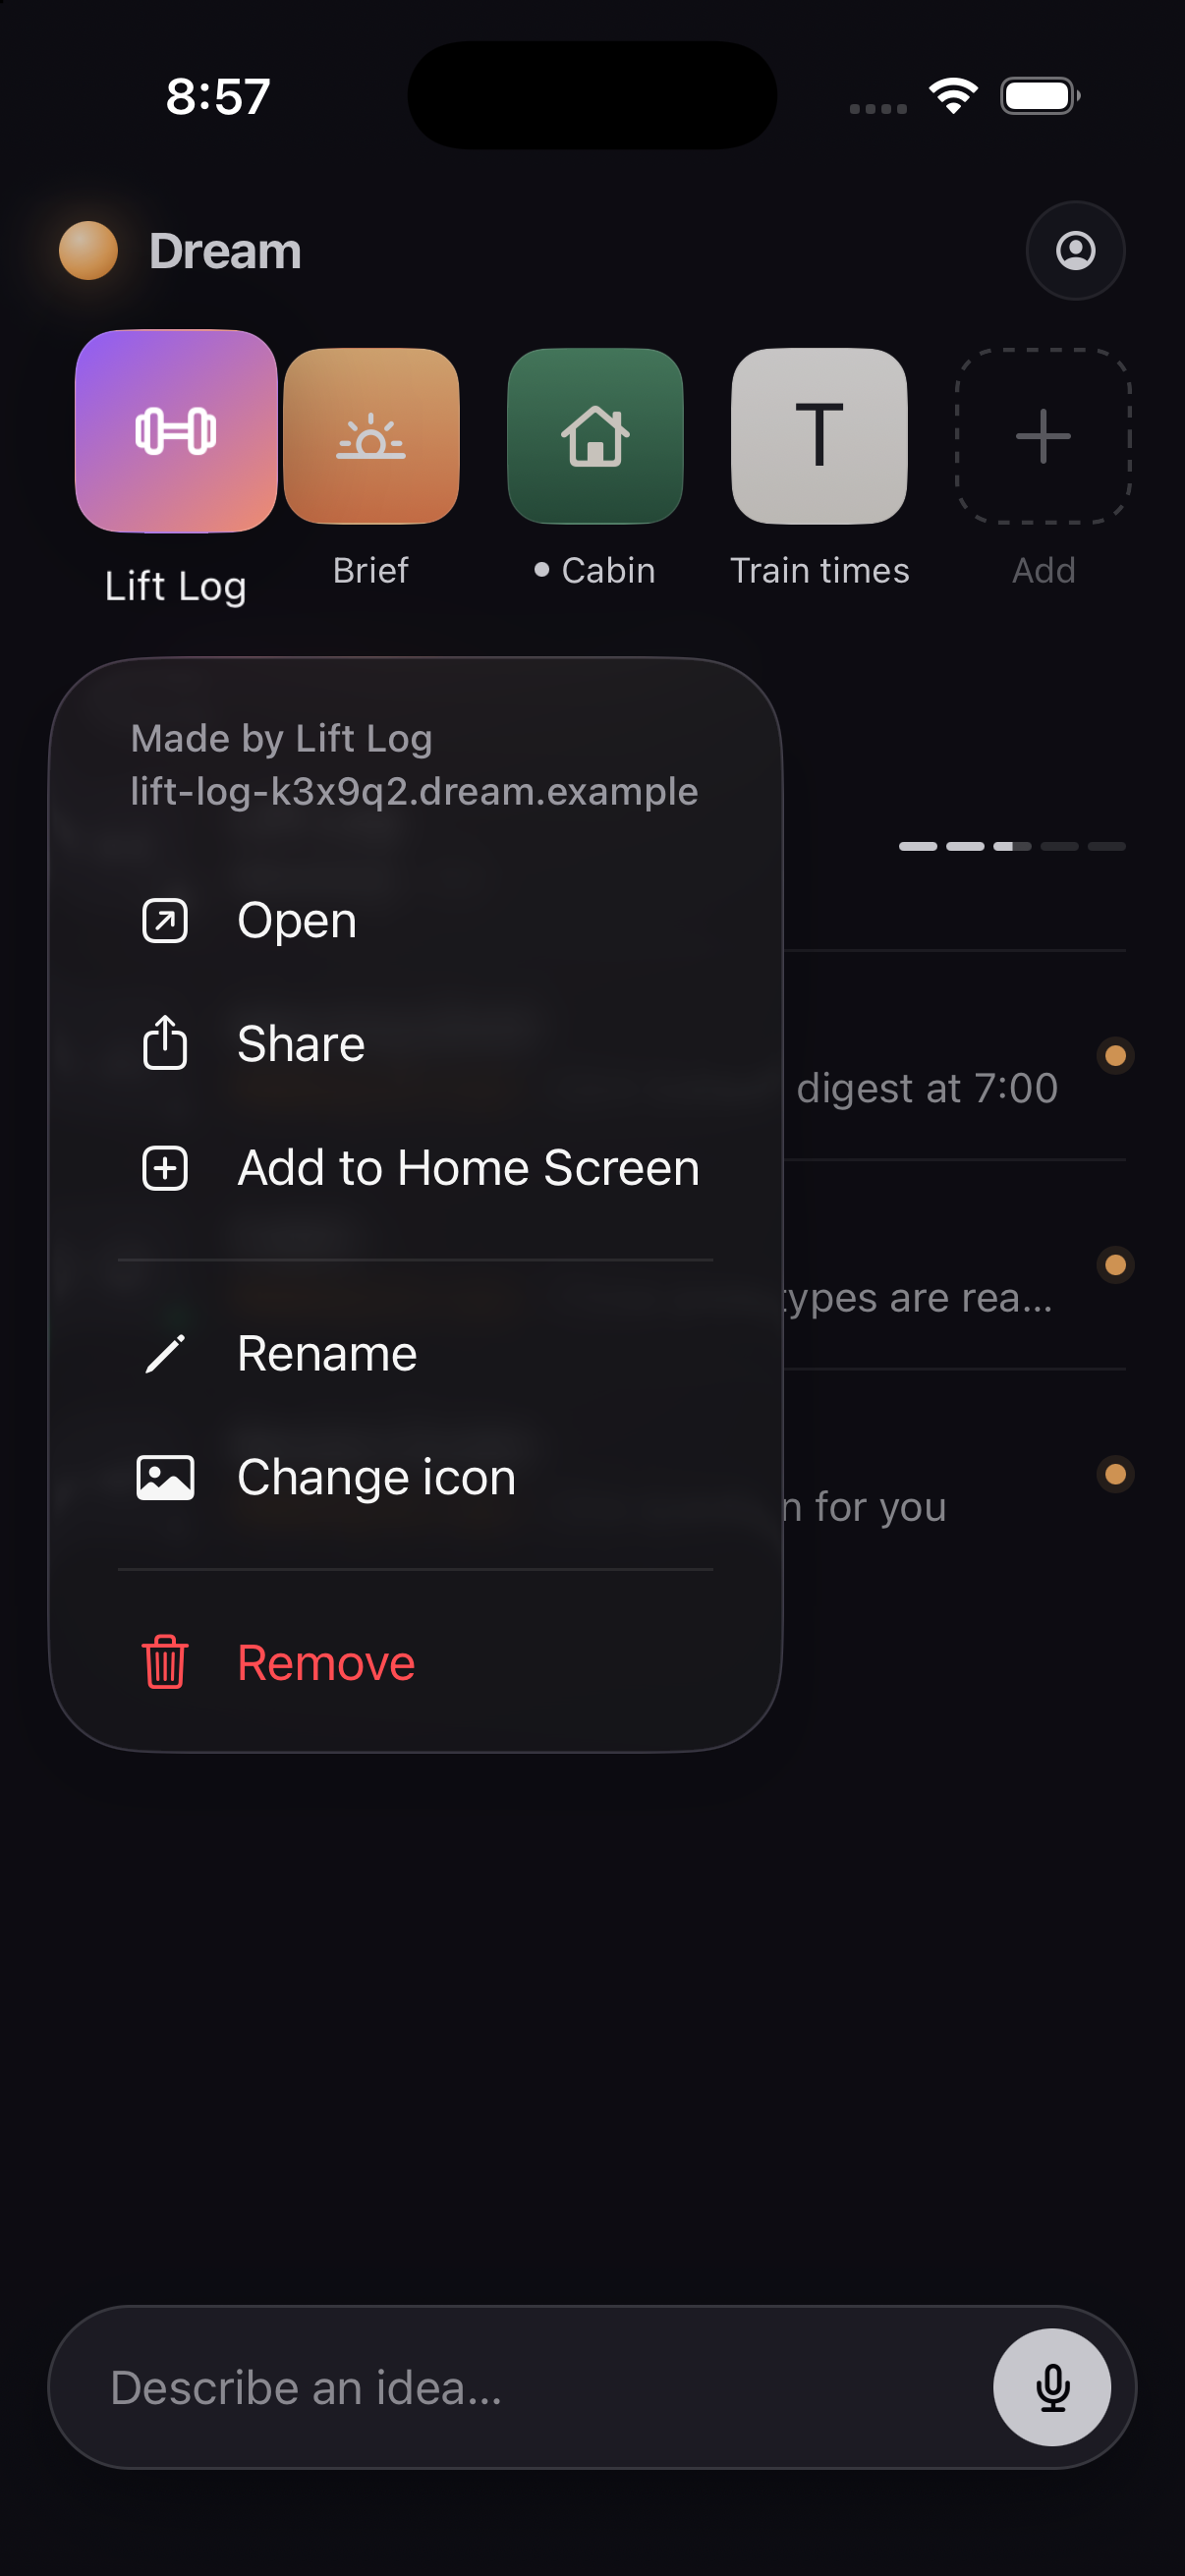 8:57
Dream
T
Lift Log
Brief
Cabin
Train times
Add
Made by Lift Log
lift-log-k3x9q2.dream.example
Open
Share
digest at 7:00
Add to Home Screen
types are rea...
Rename
Change icon
for you
Remove
Describe an idea...